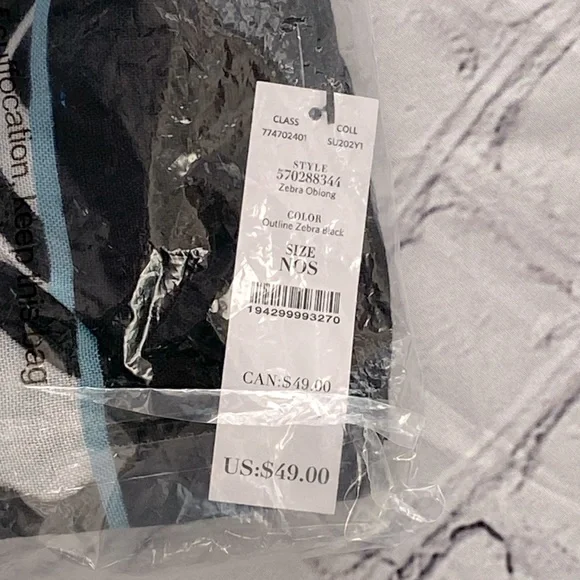 CLASS COLL
774702401 SU202Y1
STYLE
570288344
Zebra Oblong
COLOR
Outline Zebra Black
SIZE
NOS
194299993270
CAN:$49.00
US:$49.00
suffocation, keep this bag